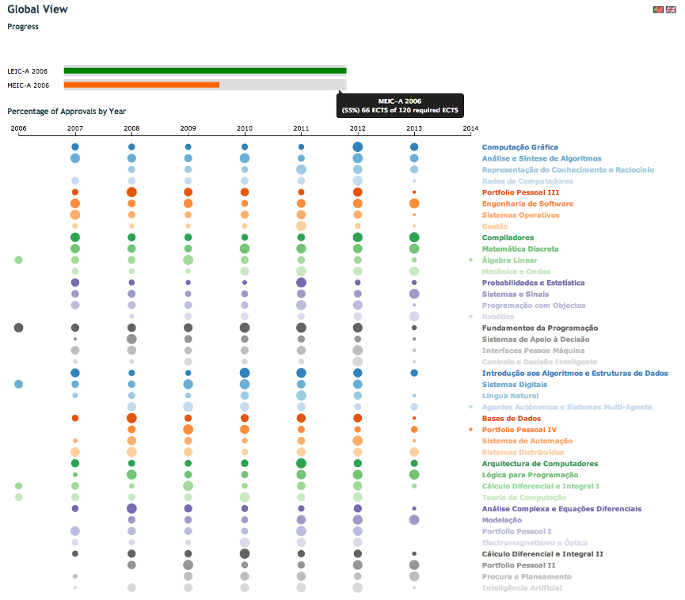 Global View
Progress
LEIC-A 2006
MEIC-A 2006
MEIC-A 2006
(55%) 66 ECTS of 120 required ECTS
Percentage of Approvals by Year
2006 2007 2008 2009 2010 2011 2012 2013 2014
Computação Gráfica
Análise e Síntese de Algoritmos
Representação do Conhecimento e Raciocínio
Redes de Computadores
Portfolio Pessoal III
Engenharia de Software
Sistemas Operativos
Gestão
Compiladores
Matemática Discreta
Álgebra Linear
Mecânica e Ondas
Probabilidades e Estatística
Sistemas e Sinais
Programação com Objectos
Robótica
Fundamentos da Programação
Sistemas de Apoio à Decisão
Interfaces Pessoa Máquina
Controlo e Decisão Inteligente
Introdução aos Algoritmos e Estruturas de Dados
Sistemas Digitais
Língua Natural
Agentes Autónomos e Sistemas Multi-Agente
Bases de Dados
Portfolio Pessoal IV
Sistemas de Automação
Sistemas Distribuídos
Arquitectura de Computadores
Lógica para Programação
Cálculo Diferencial e Integral I
Teoria da Computação
Análise Complexa e Equações Diferenciais
Modelação
Portfolio Pessoal I
Electromagnetismo e Óptica
Cálculo Diferencial e Integral II
Portfolio Pessoal II
Procura e Planeamento
Inteligência Artificial